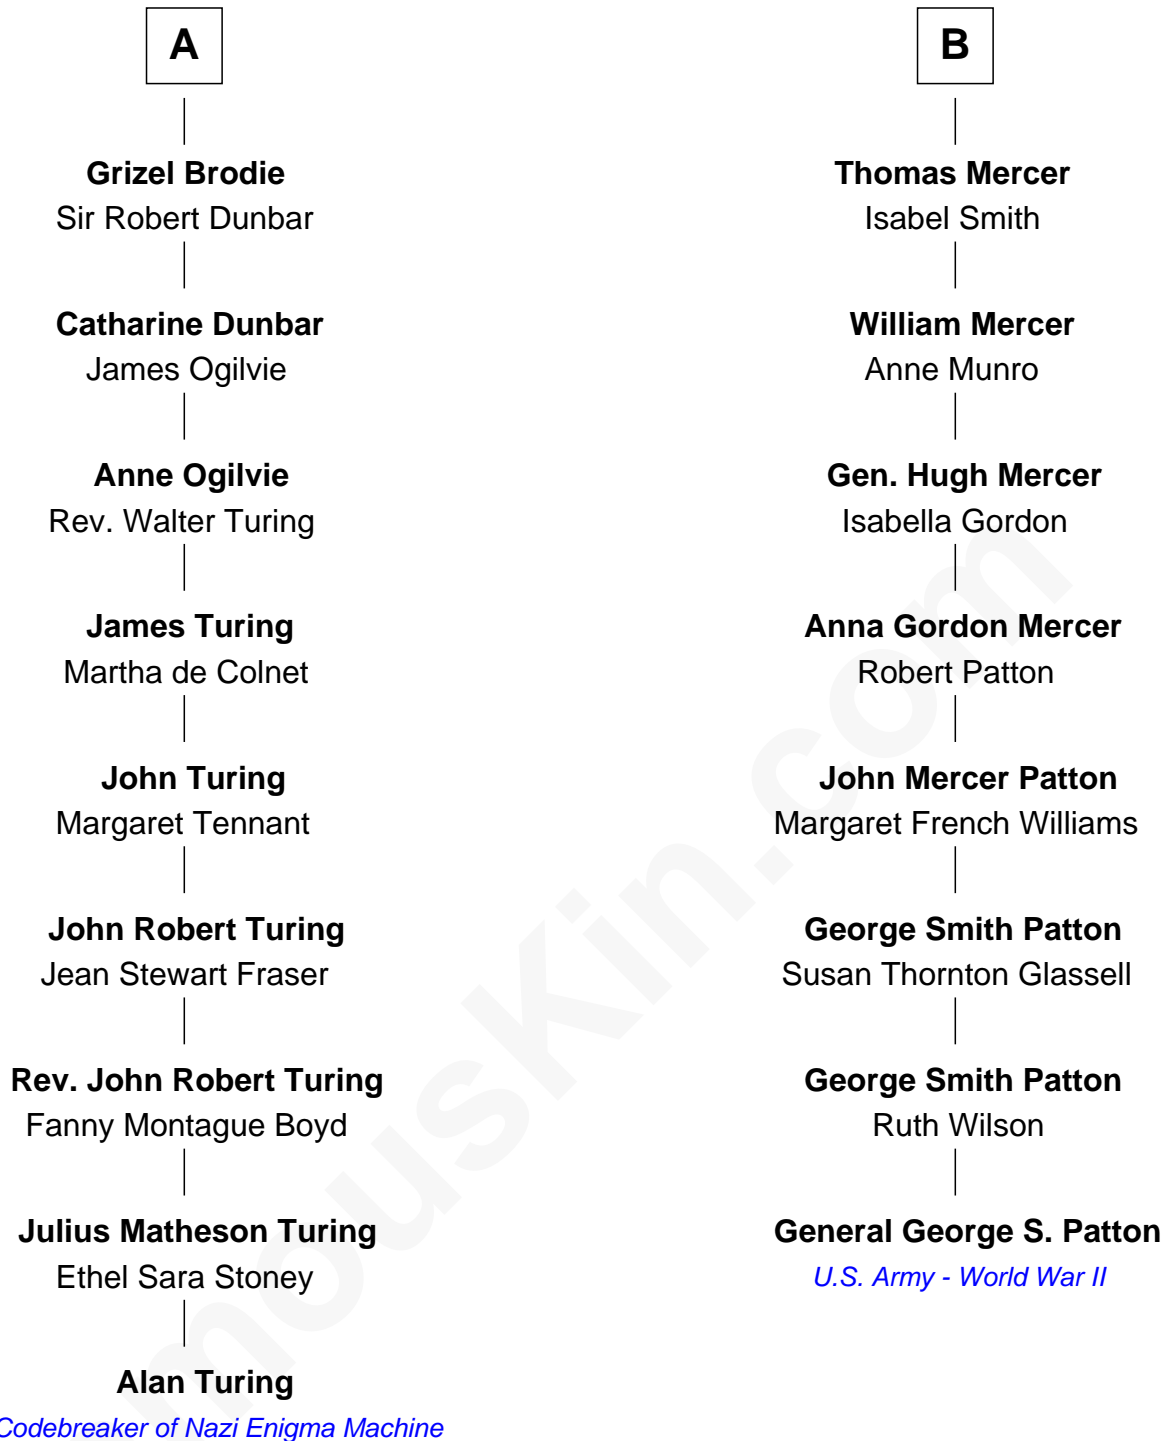 A
Grizel Brodie
Sir Robert Dunbar
Catharine Dunbar
James Ogilvie
Anne Ogilvie
Rev. Walter Turing
James Turing
Martha de Colnet
John Turing
Margaret Tennant
John Robert Turing
Jean Stewart Fraser
Rev. John Robert Turing
Fanny Montague Boyd
Julius Matheson Turing
Ethel Sara Stoney
Alan Turing
Codebreaker of Nazi Enigma Machine
B
Thomas Mercer
Isabel Smith
William Mercer
Anne Munro
Gen. Hugh Mercer
Isabella Gordon
Anna Gordon Mercer
Robert Patton
John Mercer Patton
Margaret French Williams
George Smith Patton
Susan Thornton Glassell
George Smith Patton
Ruth Wilson
General George S. Patton
U.S. Army - World War II
mouskin.com